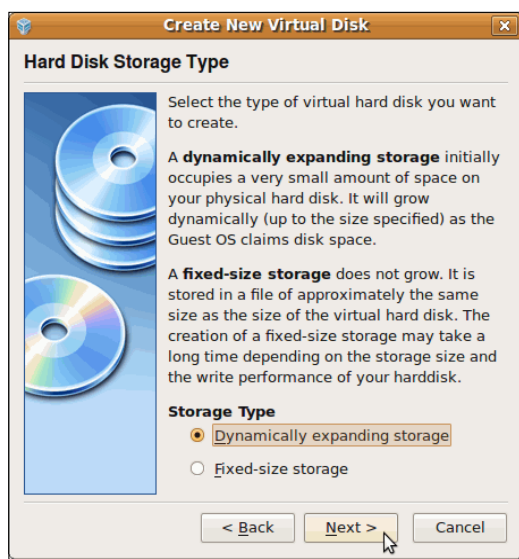 Create New Virtual Disk
Hard Disk Storage Type
Select the type of virtual hard disk you want
to create.
A dynamically expanding storage initially
occupies a very small amount of space on
your physical hard disk. It will grow
dynamically (up to the size specified) as the
Guest OS claims disk space.
A fixed-size storage does not grow. It is
stored in a file of approximately the same
size as the size of the virtual hard disk. The
creation of a fixed-size storage may take a
long time depending on the storage size and
the write performance of your harddisk.
Storage Type
Dynamically expanding storage
Fixed-size storage
< Back Next > Cancel